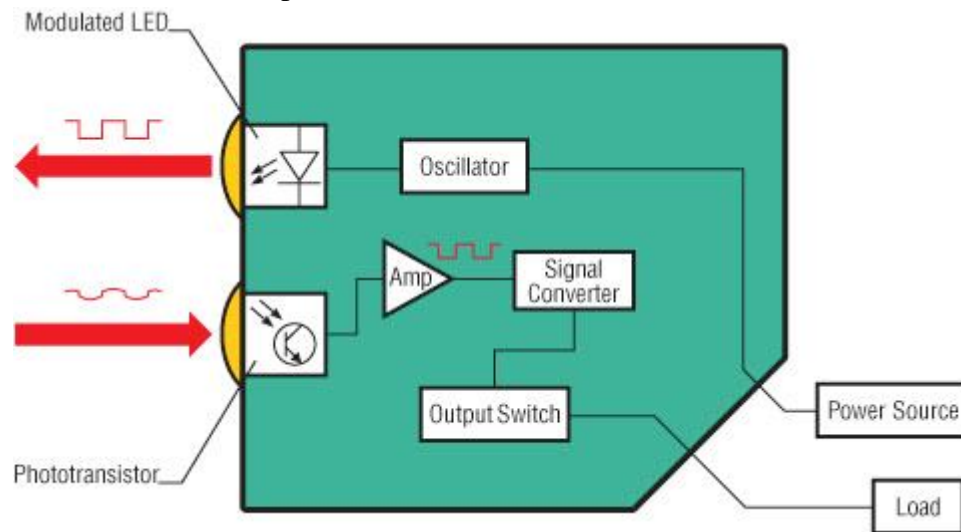 Modulated LED
Oscillator
Amp
Signal
Converter
Output Switch
Power Source
Phototransistor
Load